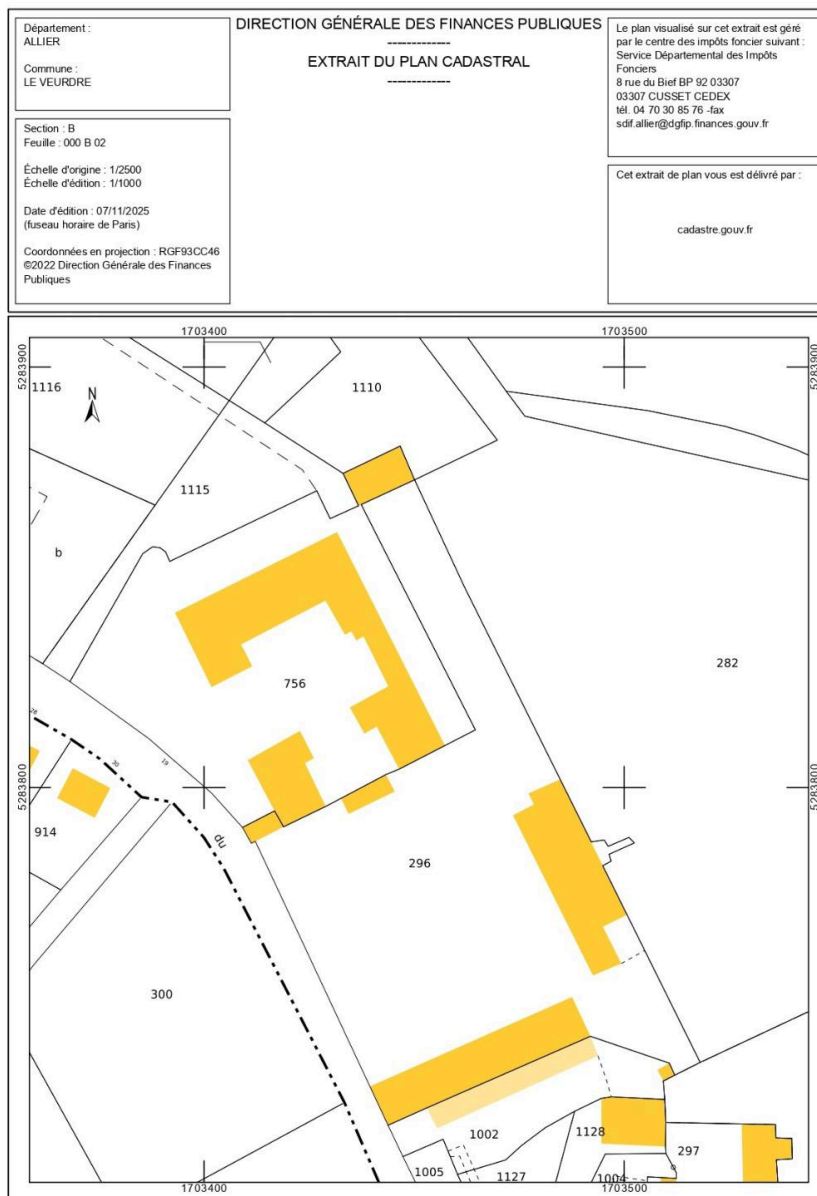 Département :
ALLIER
Commune :
LE VEURDRE
Section : B
Feuille : 000 B 02
Échelle d'origine : 1/2500
Échelle d'édition : 1/1000
Date d'édition : 07/11/2025
(fuseau horaire de Paris)
Coordonnées en projection : RGF93CC46
©2022 Direction Générale des Finances
Publiques
DIRECTION GÉNÉRALE DES FINANCES PUBLIQUES
-------------
EXTRAIT DU PLAN CADASTRAL
-------------
Le plan visualisé sur cet extrait est géré
par le centre des impôts foncier suivant :
Service Départemental des Impôts
Fonciers
8 rue du Bief BP 92 03307
03307 CUSSET CEDEX
tél. 04 70 30 85 76 -fax
sdif.allier@dgfip.finances.gouv.fr
Cet extrait de plan vous est délivré par :
cadastre.gouv.fr
1703400
1703500
5283900
5283900
1116
N
1110
1115
b
282
756
28
30
19
5283800
5283800
914
du
296
300
1002
1128
297
1005
1127
1004
1703400
1703500